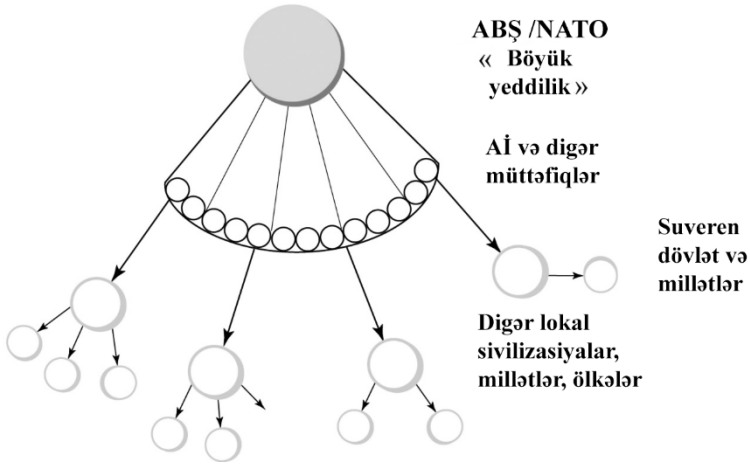 ABŞ /NATO
« Böyük
yeddilik »
Aİ və digər
müttəfiqlər
Suveren
dövlət və
millətlər
Digər lokal
sivilizasiyalar,
millətlər, ölkələr